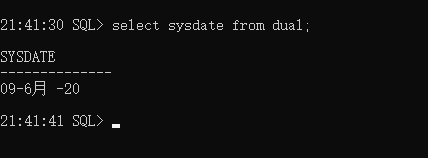 21:41:30 SQL> select sysdate from dual;
SYSDATE
--------------
09-6月 -20
21:41:41 SQL>